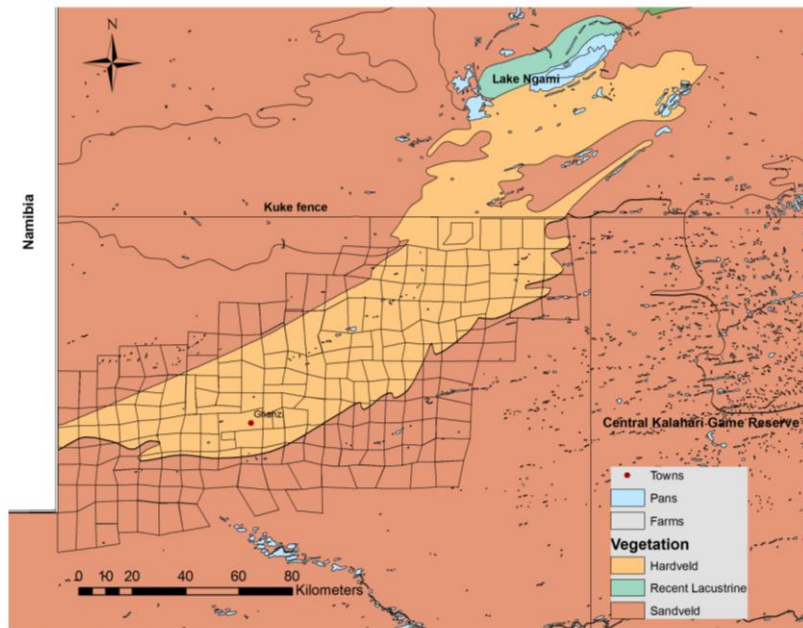 N
Lake Ngami
Namibia
Kuke fence
Ghanzi
Central Kalahari Game Reserve
Towns
Pans
Farms
Vegetation
Hardveld
Recent Lacustrine
Sandveld
0 5 10 20 40 60 80
Kilometers